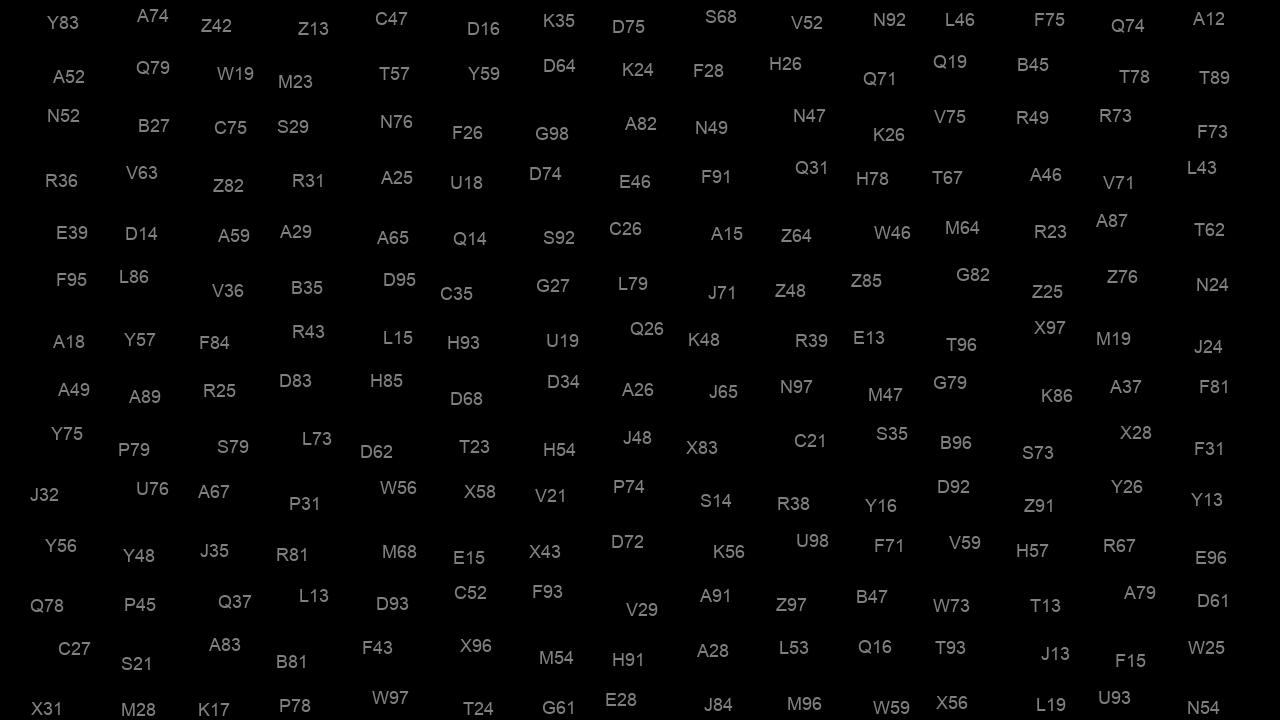 Y83 A74 Z42 Z13 C47 D16 K35 D75 S68 V52 N92 L46 F75 Q74 A12
A52 Q79 W19 M23 T57 Y59 D64 K24 F28 H26 Q71 Q19 B45 T78 T89
N52 B27 C75 S29 N76 F26 G98 A82 N49 N47 K26 V75 R49 R73 F73
R36 V63 Z82 R31 A25 U18 D74 E46 F91 Q31 H78 T67 A46 V71 L43
E39 D14 A59 A29 A65 Q14 S92 C26 A15 Z64 W46 M64 R23 A87 T62
F95 L86 V36 B35 D95 C35 G27 L79 J71 Z48 Z85 G82 Z25 Z76 N24
A18 Y57 F84 R43 L15 H93 U19 Q26 K48 R39 E13 T96 X97 M19 J24
A49 A89 R25 D83 H85 D68 D34 A26 J65 N97 M47 G79 K86 A37 F81
Y75 P79 S79 L73 D62 T23 H54 J48 X83 C21 S35 B96 S73 X28 F31
J32 U76 A67 P31 W56 X58 V21 P74 S14 R38 Y16 D92 Z91 Y26 Y13
Y56 Y48 J35 R81 M68 E15 X43 D72 K56 U98 F71 V59 H57 R67 E96
Q78 P45 Q37 L13 D93 C52 F93 V29 A91 Z97 B47 W73 T13 A79 D61
C27 S21 A83 B81 F43 X96 M54 H91 A28 L53 Q16 T93 J13 F15 W25
X31 M28 K17 P78 W97 T24 G61 E28 J84 M96 W59 X56 L19 U93 N54